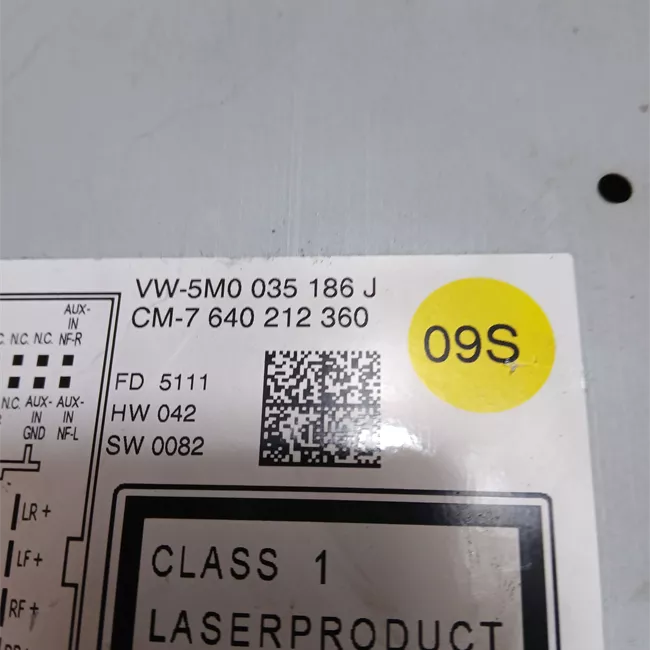 VW-5M0 035 186 J
CM-7 640 212 360
09S
FD 5111
HW 042
SW 0082
AUX-
IN
N.C. N.C. NF-R
N.C. AUX- AUX-
IN IN
GND NF-L
LR +
LF+
RF +
CLASS 1
LASERPRODUCT